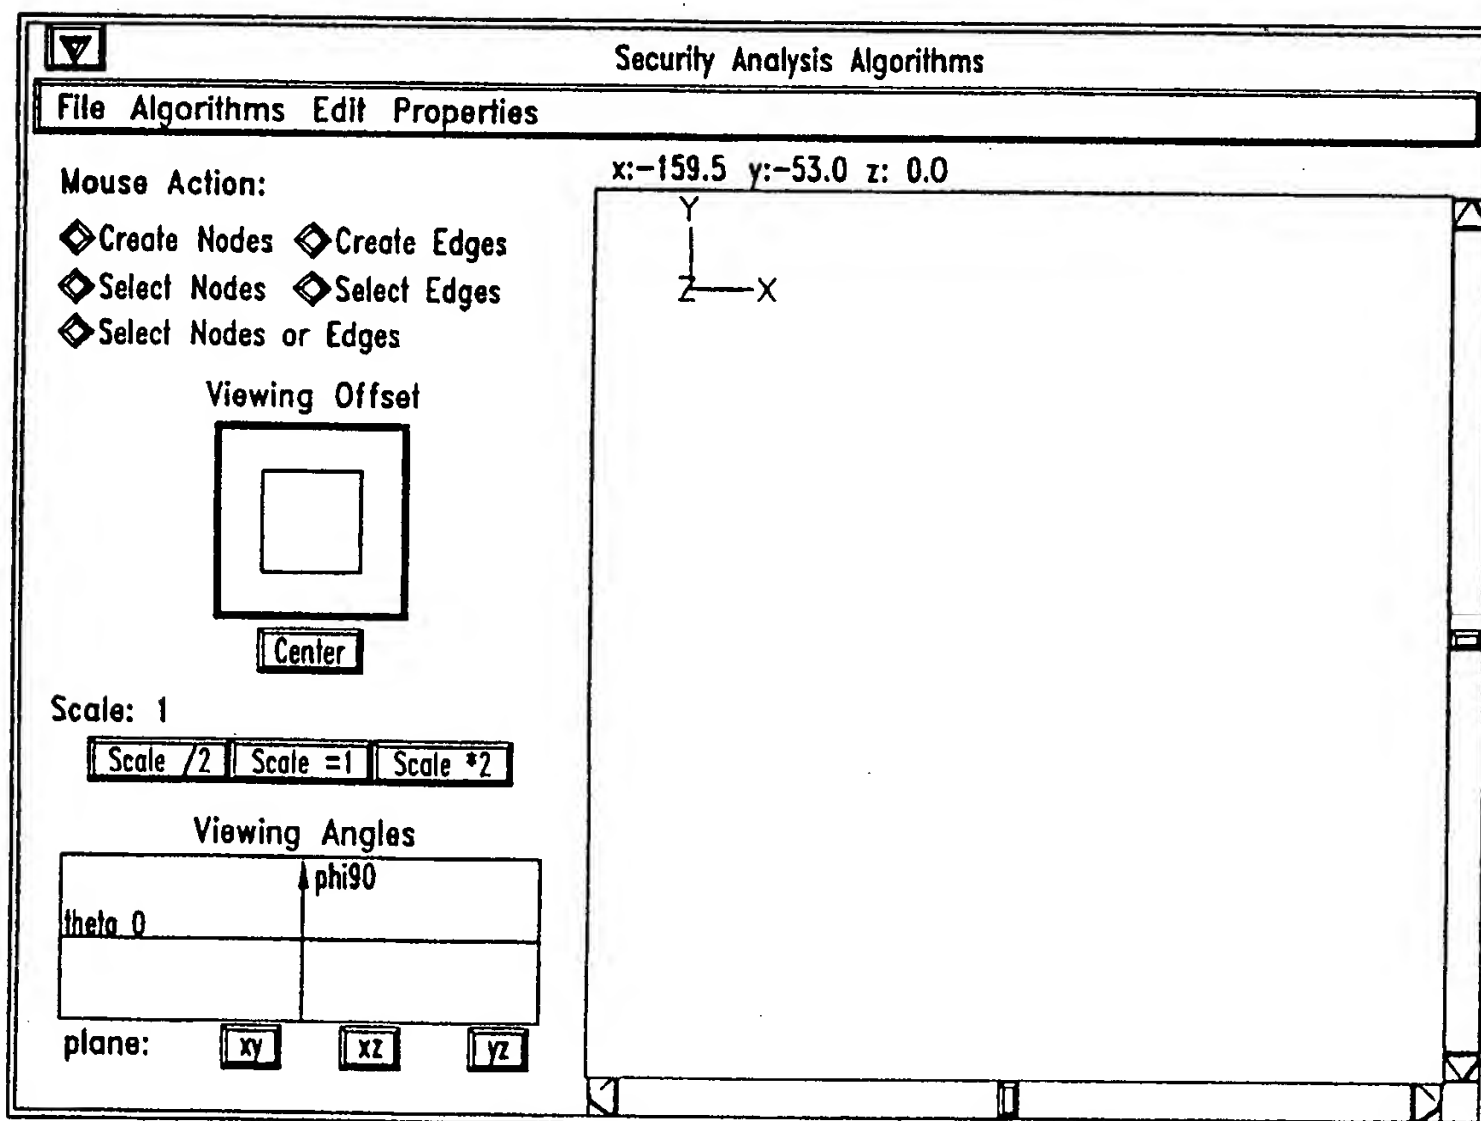 Security Analysis Algorithms
File Algorithms Edit Properties
Mouse Action:
Create Nodes Create Edges
Select Nodes Select Edges
Select Nodes or Edges
Viewing Offset
Center
Scale: 1
Scale /2 Scale =1 Scale *2
Viewing Angles
phi90
theta 0
plane: xy xz yz
x:-159.5 y:-53.0 z: 0.0
Y
Z X